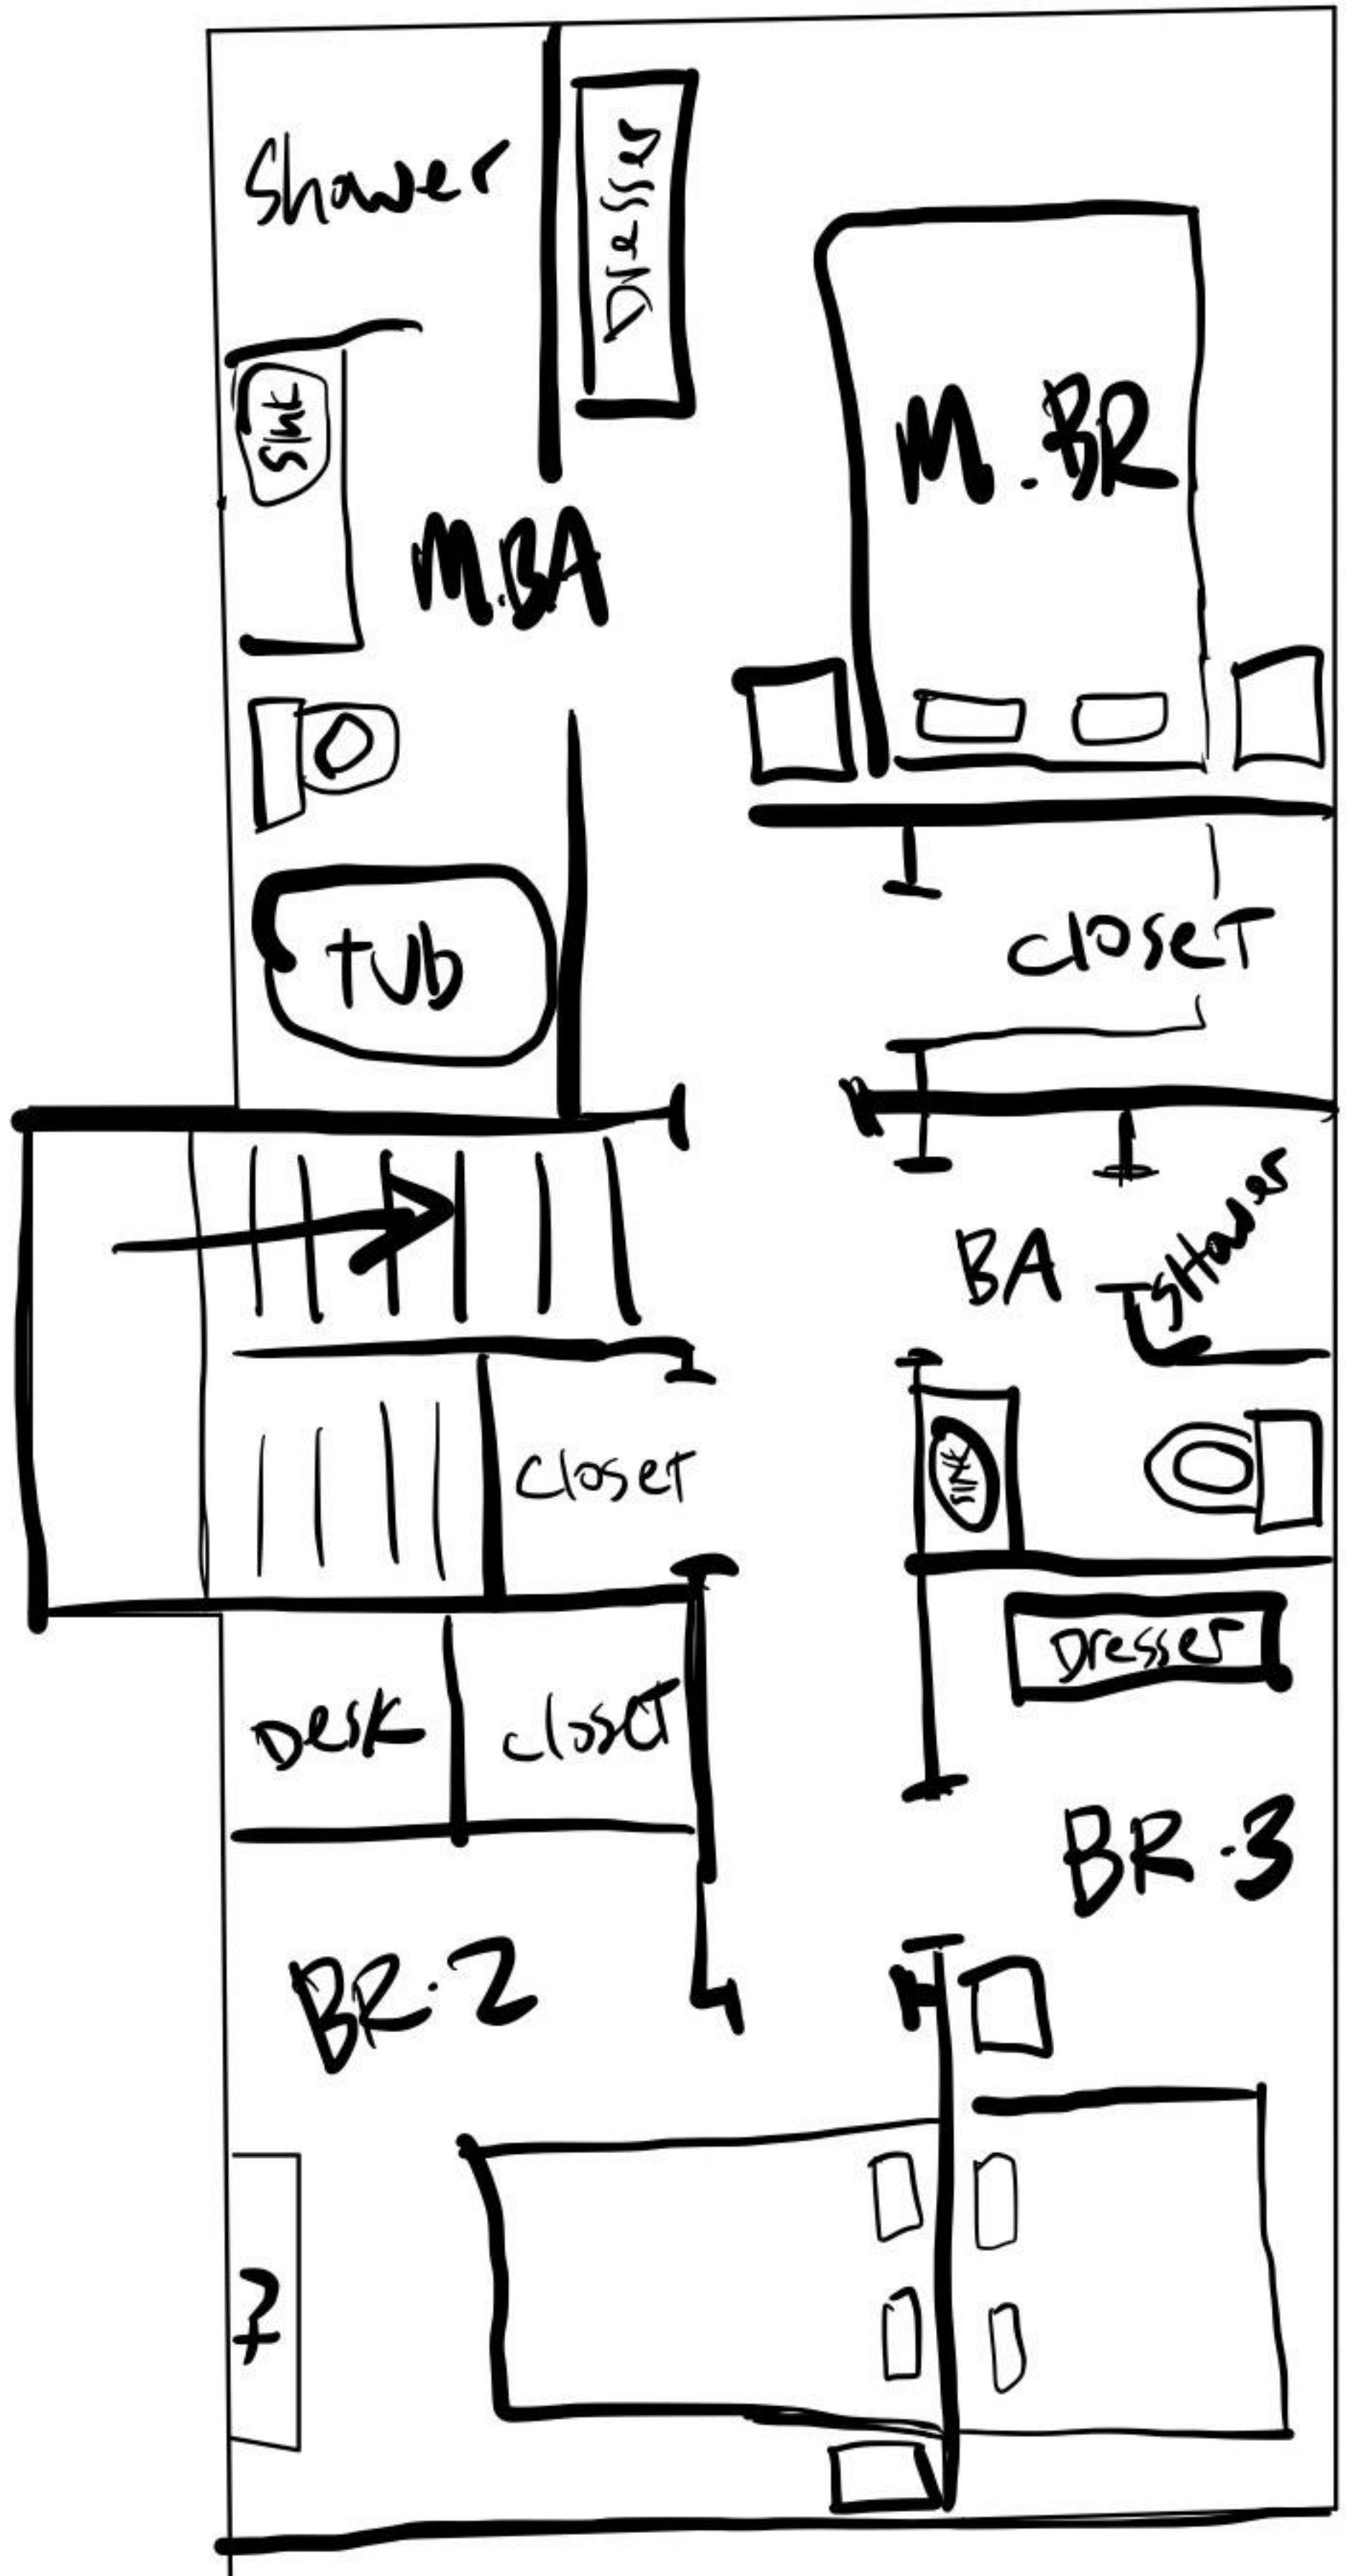 Shower
Dresser
Sink
M.BR
M.BA
closet
tub
BA
SHower
closet
SINK
Dresser
Desk
closet
BR.3
BR.2
?